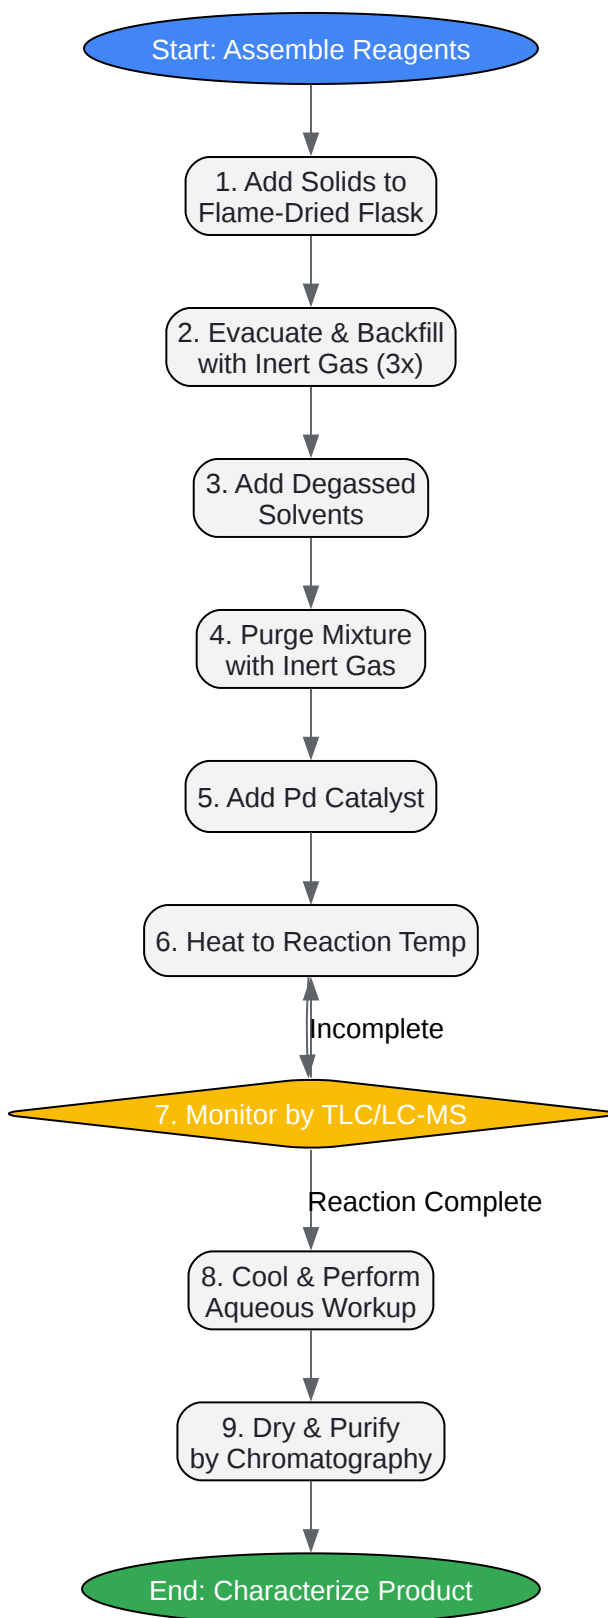 Start: Assemble Reagents
1. Add Solids to
Flame-Dried Flask
2. Evacuate & Backfill
with Inert Gas (3x)
3. Add Degassed
Solvents
4. Purge Mixture
with Inert Gas
5. Add Pd Catalyst
6. Heat to Reaction Temp
Incomplete
7. Monitor by TLC/LC-MS
Reaction Complete
8. Cool & Perform
Aqueous Workup
9. Dry & Purify
by Chromatography
End: Characterize Product